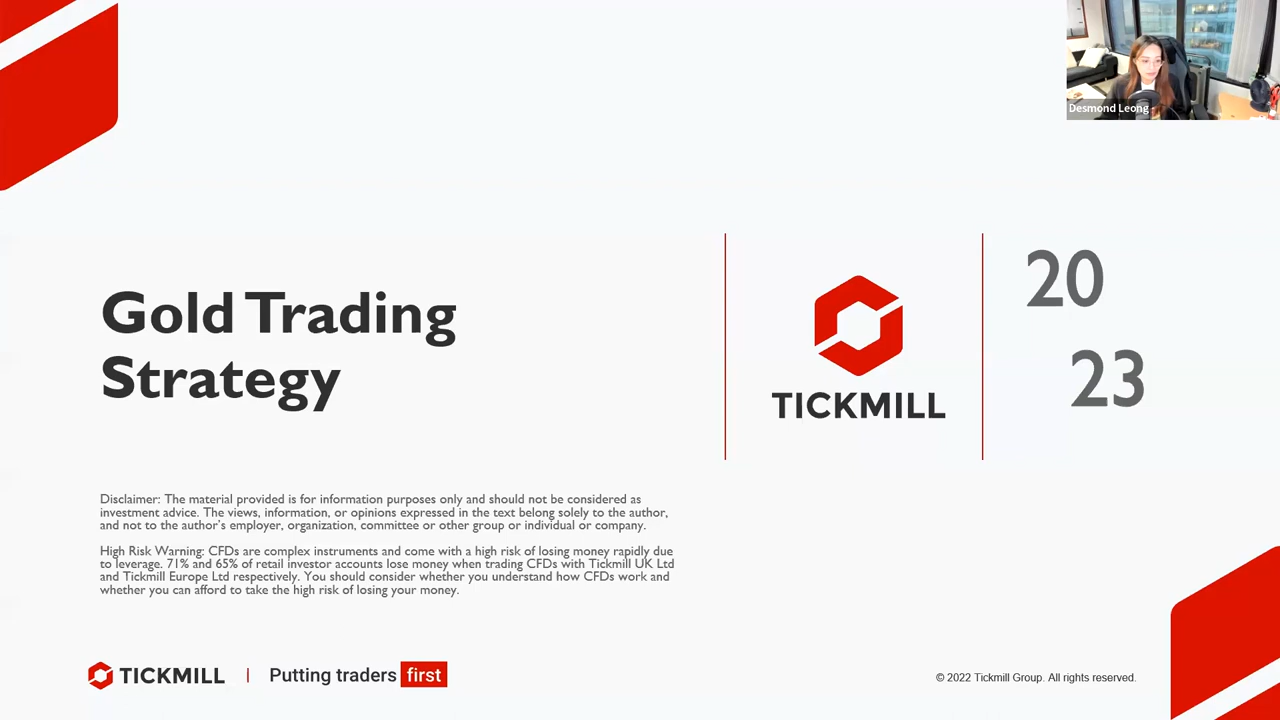 Desmond Leong
Gold Trading
Strategy
TICKMILL
20
23
Disclaimer: The material provided is for information purposes only and should not be considered as
investment advice. The views, information, or opinions expressed in the text belong solely to the author,
and not to the author's employer, organization, committee or other group or individual or company.
High Risk Warning: CFDs are complex instruments and come with a high risk of losing money rapidly due
to leverage. 71% and 65% of retail investor accounts lose money when trading CFDs with Tickmill UK Ltd
and Tickmill Europe Ltd respectively. You should consider whether you understand how CFDs work and
whether you can afford to take the high risk of losing your money.
TICKMILL | Putting traders first
© 2022 Tickmill Group. All rights reserved.